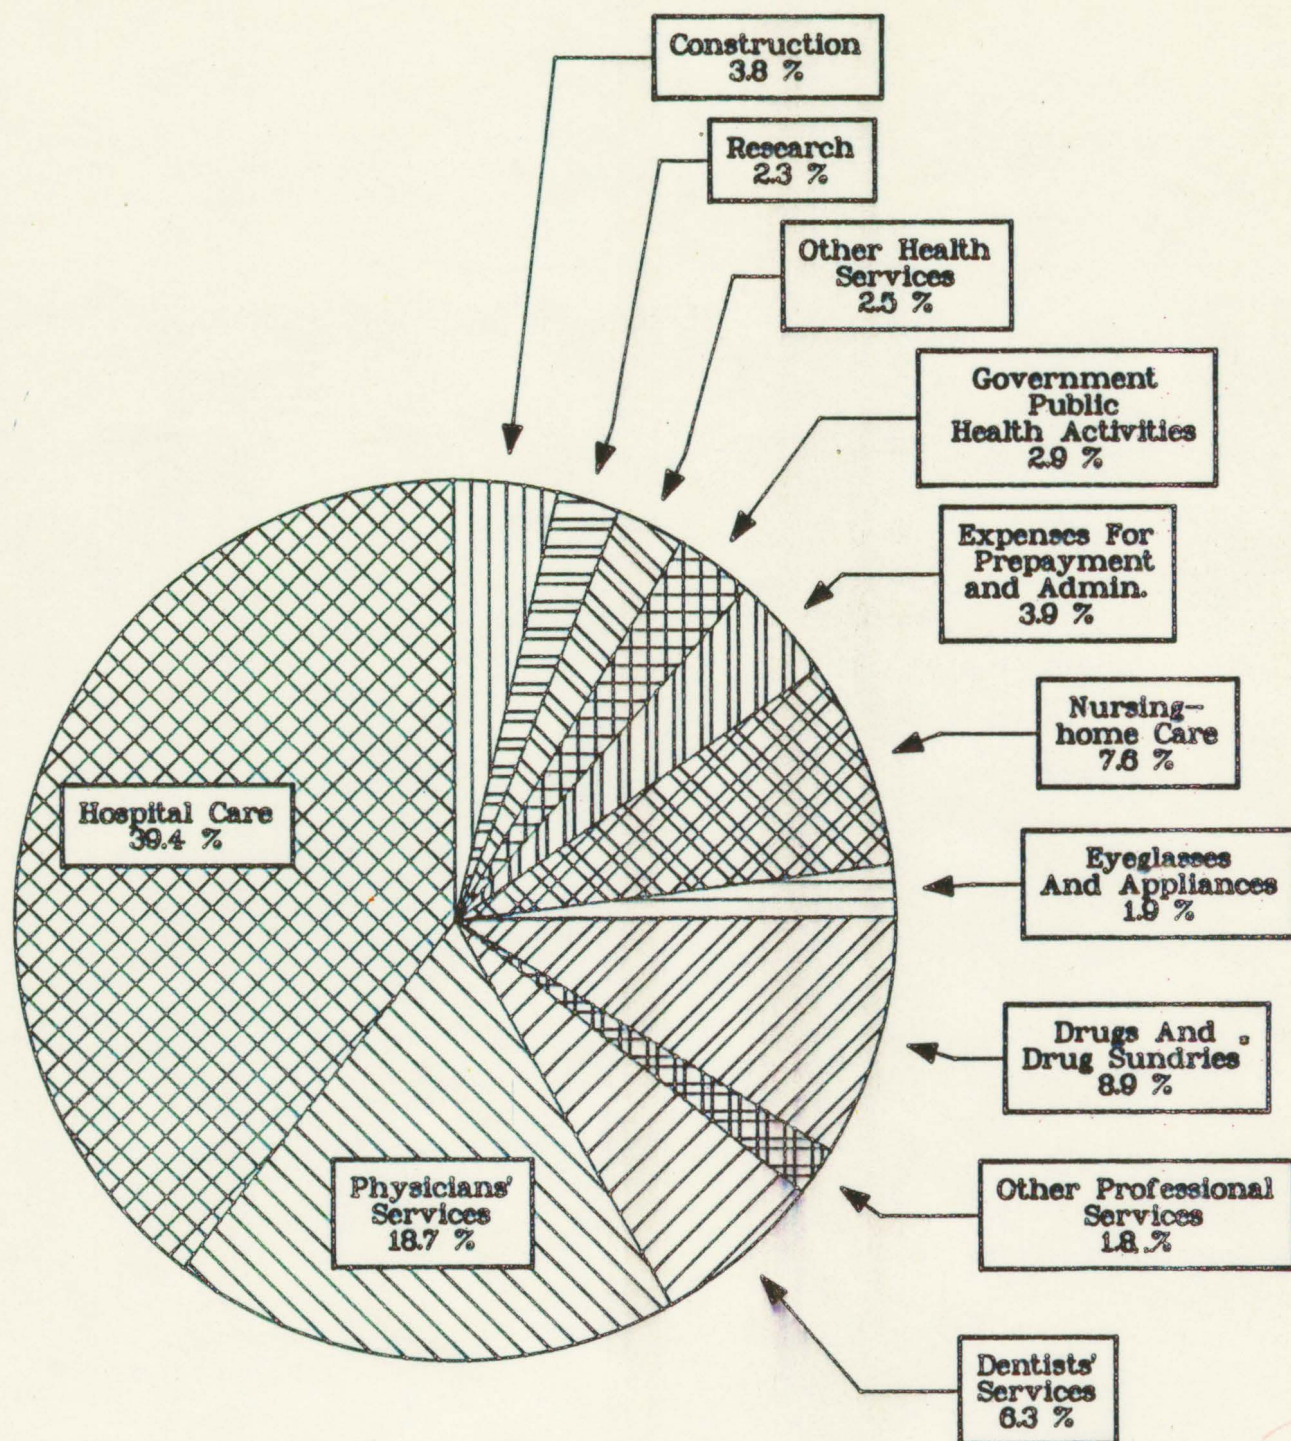 Construction
3.8 %
Research
2.3 %
Other Health
Services
2.5 %
Government
Public
Health Activities
2.9 %
Expenses For
Prepayment
and Admin.
3.9 %
Nursing-
home Care
7.6 %
Hospital Care
39.4 %
Eyeglasses
And Appliances
1.9 %
Drugs And
Drug Sundries
8.9 %
Physicians'
Services
18.7 %
Other Professional
Services
1.8 %
Dentists'
Services
6.3 %